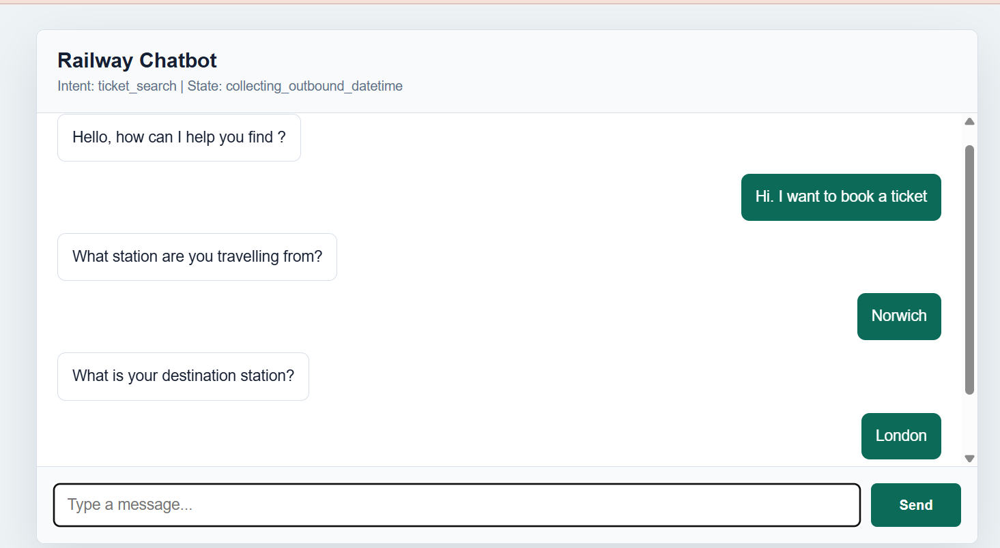 Railway Chatbot
Intent: ticket_search | State: collecting_outbound_datetime
Hello, how can I help you find ?
Hi. I want to book a ticket
What station are you travelling from?
Norwich
What is your destination station?
London
Type a message...
Send